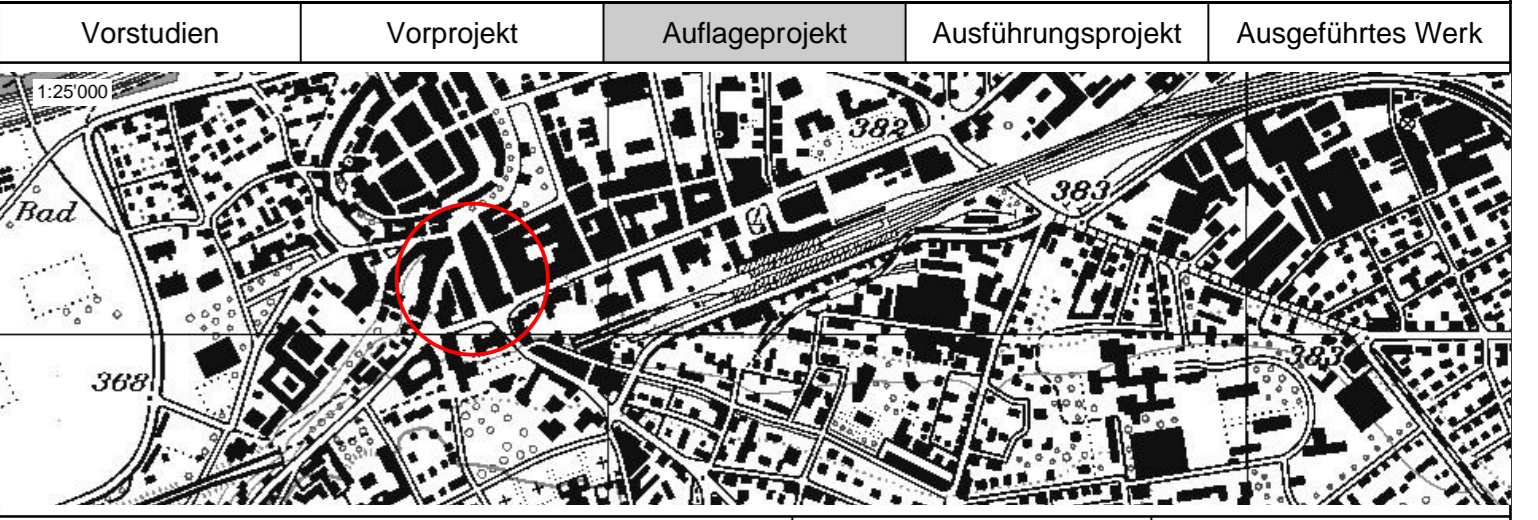 Vorstudien Vorprojekt Auflageprojekt Ausführungsprojekt Ausgeführtes Werk
1:25'000
382
383
Bad
368
383